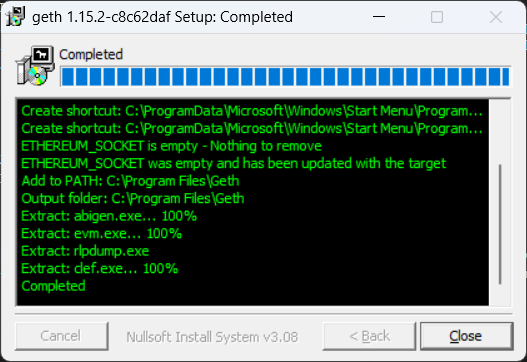 geth 1.15.2-c8c62daf Setup: Completed
Completed
Create shortcut: C:\ProgramData\Microsoft\Windows\Start Menu\Program...
Create shortcut: C:\ProgramData\Microsoft\Windows\Start Menu\Program...
ETHEREUM_SOCKET is empty - Nothing to remove
ETHEREUM_SOCKET was empty and has been updated with the target
Add to PATH: C:\Program Files\Geth
Output folder: C:\Program Files\Geth
Extract: abigen.exe... 100%
Extract: evm.exe... 100%
Extract: rlpdump.exe
Extract: clef.exe... 100%
Completed
Cancel
Nullsoft Install System v3.08
< Back
Close